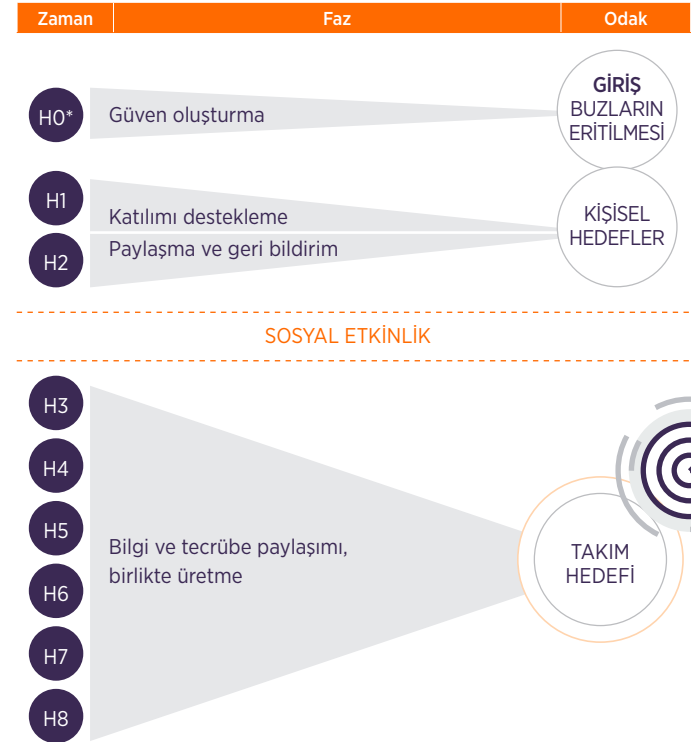 Zaman Faz Odak
H0* Güven oluşturma
GİRİŞ
BUZLARIN
ERİTİLMESİ
H1
Katılımı destekleme
H2
Paylaşma ve geri bildirim
KİŞİSEL
HEDEFLER
SOSYAL ETKİNLİK
H3
H4
H5
H6
H7
H8
Bilgi ve tecrübe paylaşımı,
birlikte üretme
TAKIM
HEDEFİ